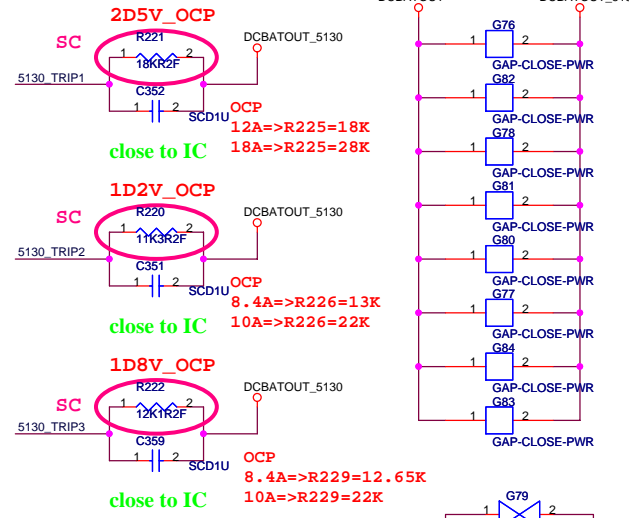 2D5V_OCP
SC
R221
1 2
18KR2F
DCBATOUT_5130
5130_TRIP1
C352
1 2
SCD1U
OCP
12A=>R225=18K
18A=>R225=28K
close to IC
1D2V_OCP
SC
R220
1 2
11K3R2F
DCBATOUT_5130
5130_TRIP2
C351
1 2
SCD1U
OCP
8.4A=>R226=13K
10A=>R226=22K
close to IC
1D8V_OCP
SC
R222
1 2
12K1R2F
DCBATOUT_5130
5130_TRIP3
C359
1 2
SCD1U
OCP
8.4A=>R229=12.65K
10A=>R229=22K
close to IC
G76
1 2
GAP-CLOSE-PWR
G82
1 2
GAP-CLOSE-PWR
G78
1 2
GAP-CLOSE-PWR
G81
1 2
GAP-CLOSE-PWR
G80
1 2
GAP-CLOSE-PWR
G77
1 2
GAP-CLOSE-PWR
G84
1 2
GAP-CLOSE-PWR
G83
1 2
GAP-CLOSE-PWR
G79
1 2